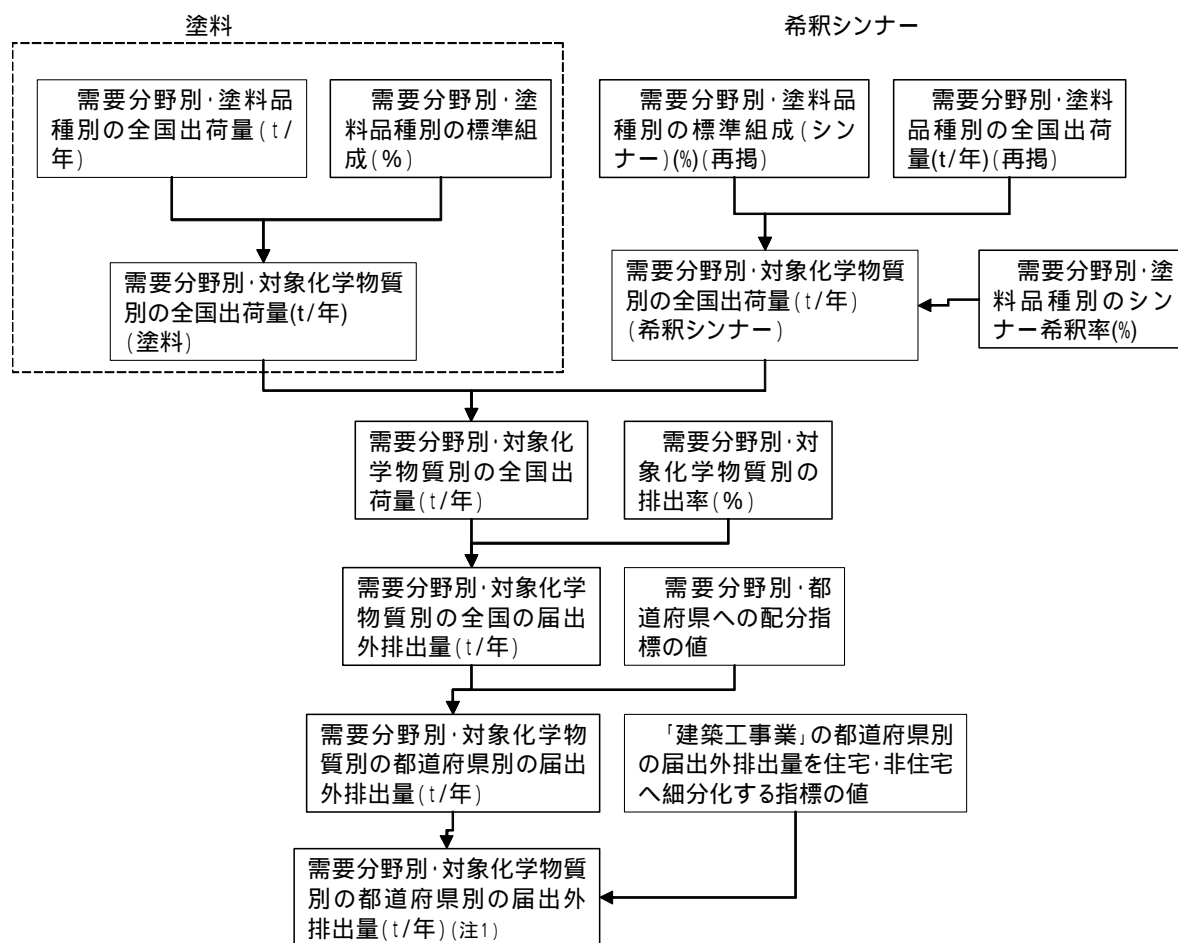 塗料
希釈シンナー
需要分野別･塗料品
種別の全国出荷量(t/
年)
需要分野別･塗
料品種別の標準組
成(%)
需要分野別･塗料品
種別の標準組成(シン
ナー)(%)(再掲)
需要分野別･塗料
品種別の全国出荷
量(t/年)(再掲)
需要分野別･対象化学物質
別の全国出荷量(t/年)
(塗料)
需要分野別･対象化学物質
別の全国出荷量(t/年)
(希釈シンナー)
需要分野別･塗
料品種別のシン
ナー希釈率(%)
需要分野別･対象化
学物質別の全国出
荷量(t/年)
需要分野別･対
象化学物質別の
排出率(%)
需要分野別･対象化学
物質別の全国の届出
外排出量(t/年)
需要分野別･都
道府県への配分指
標の値
需要分野別･対象化学物
質別の都道府県別の届出
外排出量(t/年)
｢建築工事業｣の都道府県別
の届出外排出量を住宅･非住宅
へ細分化する指標の値
需要分野別･対象化学物質
別の都道府県別の届出外
排出量(t/年)(注1)